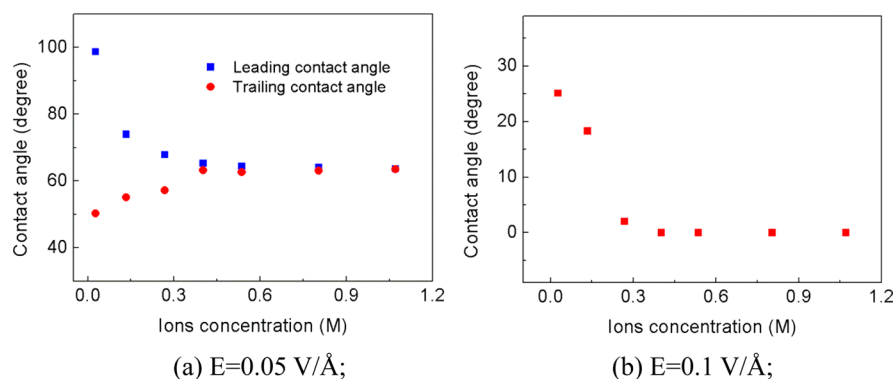 100
80
60
40
Contact angle (degree)
Leading contact angle
Trailing contact angle
0.0 0.3 0.6 0.9 1.2
Ions concentration (M)
(a) E=0.05 V/Å;
30
20
10
0
Contact angle (degree)
0.0 0.3 0.6 0.9 1.2
Ions concentration (M)
(b) E=0.1 V/Å;